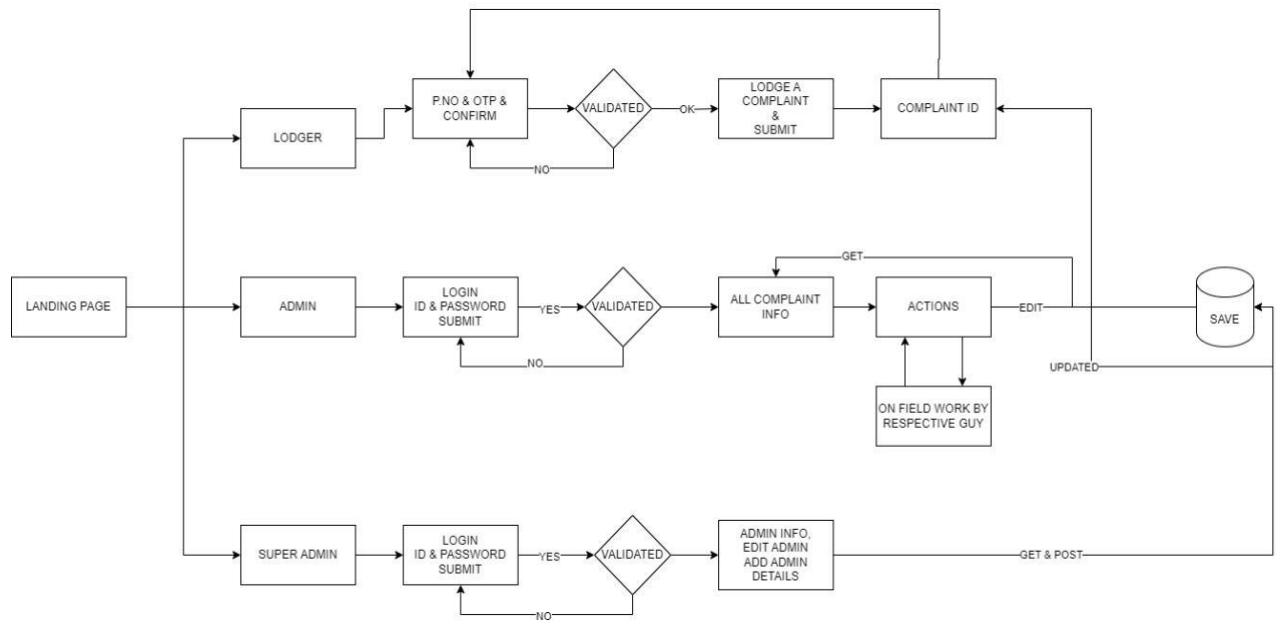 P.NO & OTP &
CONFIRM
VALIDATED
OK
LODGE A
COMPLAINT
&
SUBMIT
COMPLAINT ID
LODGER
NO
GET
LANDING PAGE
ADMIN
LOGIN
ID & PASSWORD
SUBMIT
YES
VALIDATED
ALL COMPLAINT
INFO
ACTIONS
EDIT
SAVE
NO
UPDATED
ON FIELD WORK BY
RESPECTIVE GUY
SUPER ADMIN
LOGIN
ID & PASSWORD
SUBMIT
YES
VALIDATED
ADMIN INFO,
EDIT ADMIN
ADD ADMIN
DETAILS
GET & POST
NO